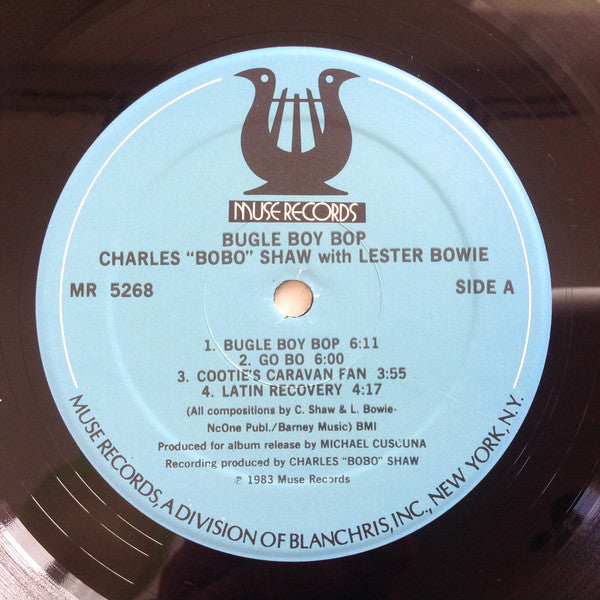 MUSE RECORDS
BUGLE BOY BOP
CHARLES "BOBO" SHAW with LESTER BOWIE
MR 5268 SIDE A
1. BUGLE BOY BOP 6:11
2. GO BO 6:00
3. COOTIE'S CARAVAN FAN 3:55
4. LATIN RECOVERY 4:17
(All compositions by C. Shaw & L. Bowie-
NcOne Publ./Barney Music) BMI
Produced for album release by MICHAEL CUSCUNA
Recording produced by CHARLES "BOBO" SHAW
℗ 1983 Muse Records
MUSE RECORDS, A DIVISION OF BLANCHRIS, INC., NEW YORK, N.Y.